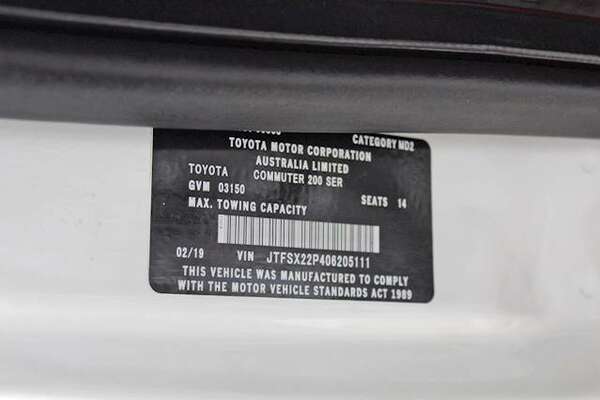 CATEGORY MD2
TOYOTA MOTOR CORPORATION
AUSTRALIA LIMITED
TOYOTA COMMUTER 200 SER
GVM 03150 SEATS 14
MAX. TOWING CAPACITY
02/19 VIN JTFSX22P406205111
THIS VEHICLE WAS MANUFACTURED TO COMPLY
WITH THE MOTOR VEHICLE STANDARDS ACT 1989